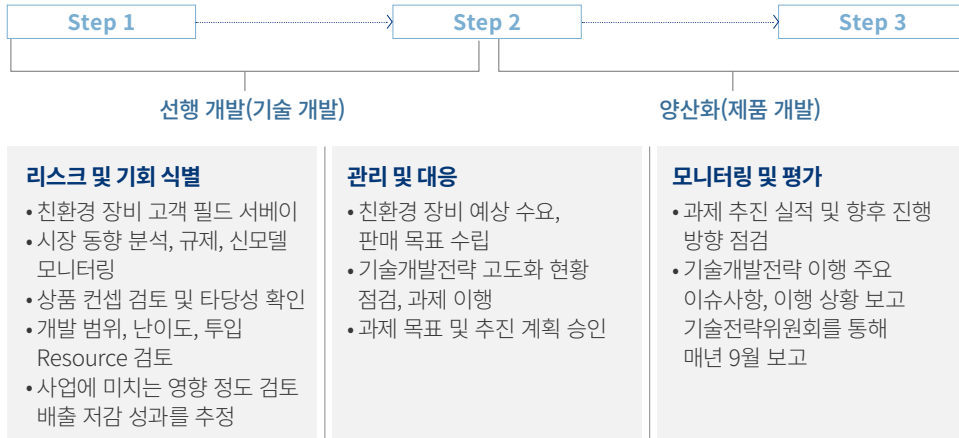 Step 1
Step 2
Step 3
선행 개발(기술 개발)
양산화(제품 개발)
리스크 및 기회 식별
• 친환경 장비 고객 필드 서베이
• 시장 동향 분석, 규제, 신모델
모니터링
• 상품 컨셉 검토 및 타당성 확인
• 개발 범위, 난이도, 투입
Resource 검토
• 사업에 미치는 영향 정도 검토
배출 저감 성과를 추정
관리 및 대응
• 친환경 장비 예상 수요,
판매 목표 수립
• 기술개발전략 고도화 현황
점검, 과제 이행
• 과제 목표 및 추진 계획 승인
모니터링 및 평가
• 과제 추진 실적 및 향후 진행
방향 점검
• 기술개발전략 이행 주요
이슈사항, 이행 상황 보고
기술전략위원회를 통해
매년 9월 보고